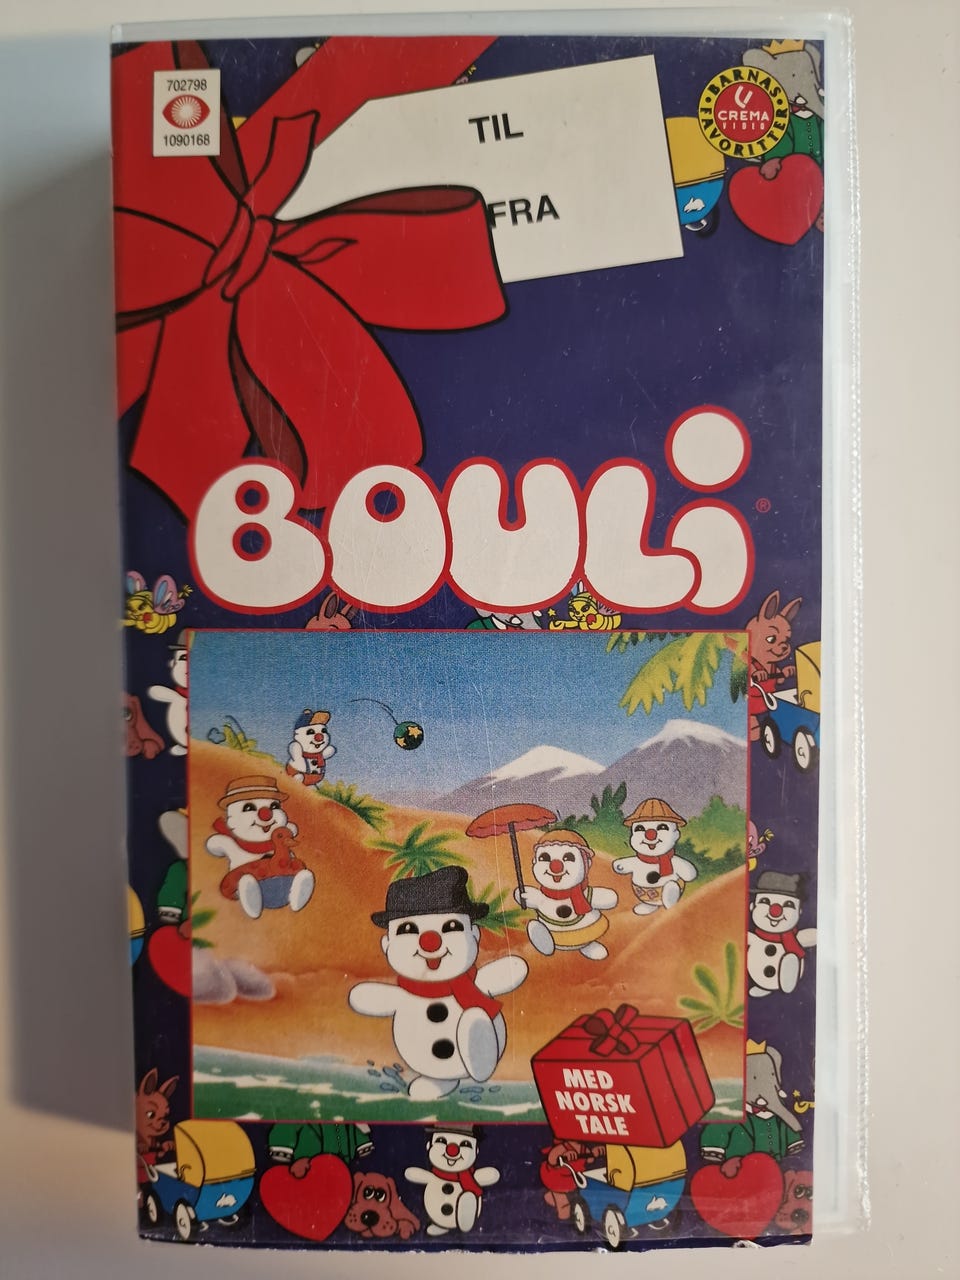 702798
1090168
TIL
FRA
BARNAS
CREMA
VIDEO
FAVORITTER
BOULi
®
MED
NORSK
TALE